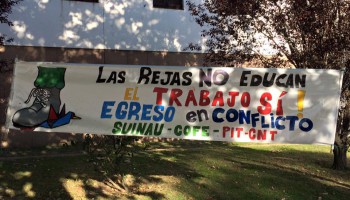 LAS REJAS NO EDUCAN
EL TRABAJO SÍ!
EGRESO en CONFLICTO
SUINAU - COFE - PIT-CNT